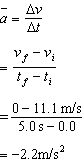 ā = Δv/Δt
= (v_f − v_i)/(t_f − t_i)
= (0−11.1 m/s)/(5.0 s−0.0)
= −2.2m/s²